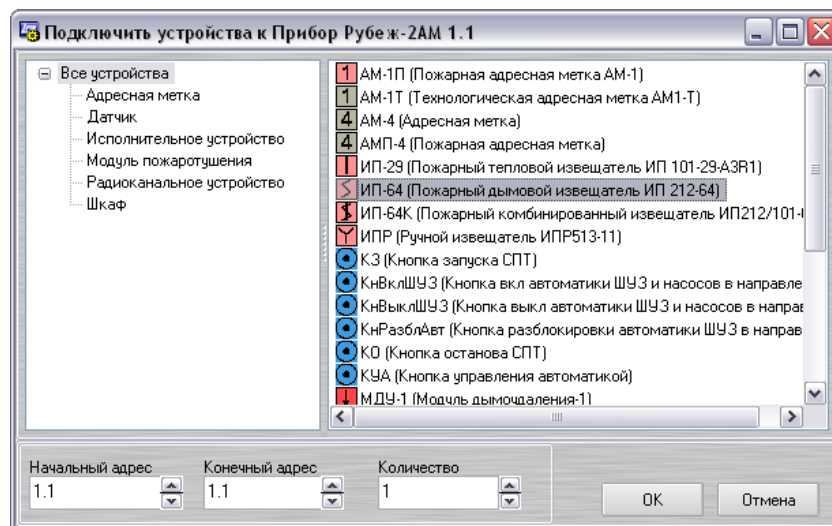 Подключить устройства к Прибор Рубеж-2АМ 1.1
Все устройства
Адресная метка
Датчик
Исполнительное устройство
Модуль пожаротушения
Радиоканальное устройство
Шкаф
1 АМ-1П (Пожарная адресная метка АМ-1)
1 АМ-1Т (Технологическая адресная метка АМ1-Т)
4 АМ-4 (Адресная метка)
4 АМП-4 (Пожарная адресная метка)
ИП-29 (Пожарный тепловой извещатель ИП 101-29-A3R1)
ИП-64 (Пожарный дымовой извещатель ИП 212-64)
ИП-64К (Пожарный комбинированный извещатель ИП212/101-
ИПР (Ручной извещатель ИПР513-11)
КЗ (Кнопка запуска СПТ)
КнВклШУЗ (Кнопка вкл автоматики ШУЗ и насосов в направле
КнВыклШУЗ (Кнопка выкл автоматики ШУЗ и насосов в направ
КнРазблАвт (Кнопка разблокировки автоматики ШУЗ в направ
КО (Кнопка останова СПТ)
КУА (Кнопка управления автоматикой)
МДУ-1 (Модуль дымоудаления-1)
Начальный адрес
Конечный адрес
Количество
1.1
1.1
1
ОК
Отмена